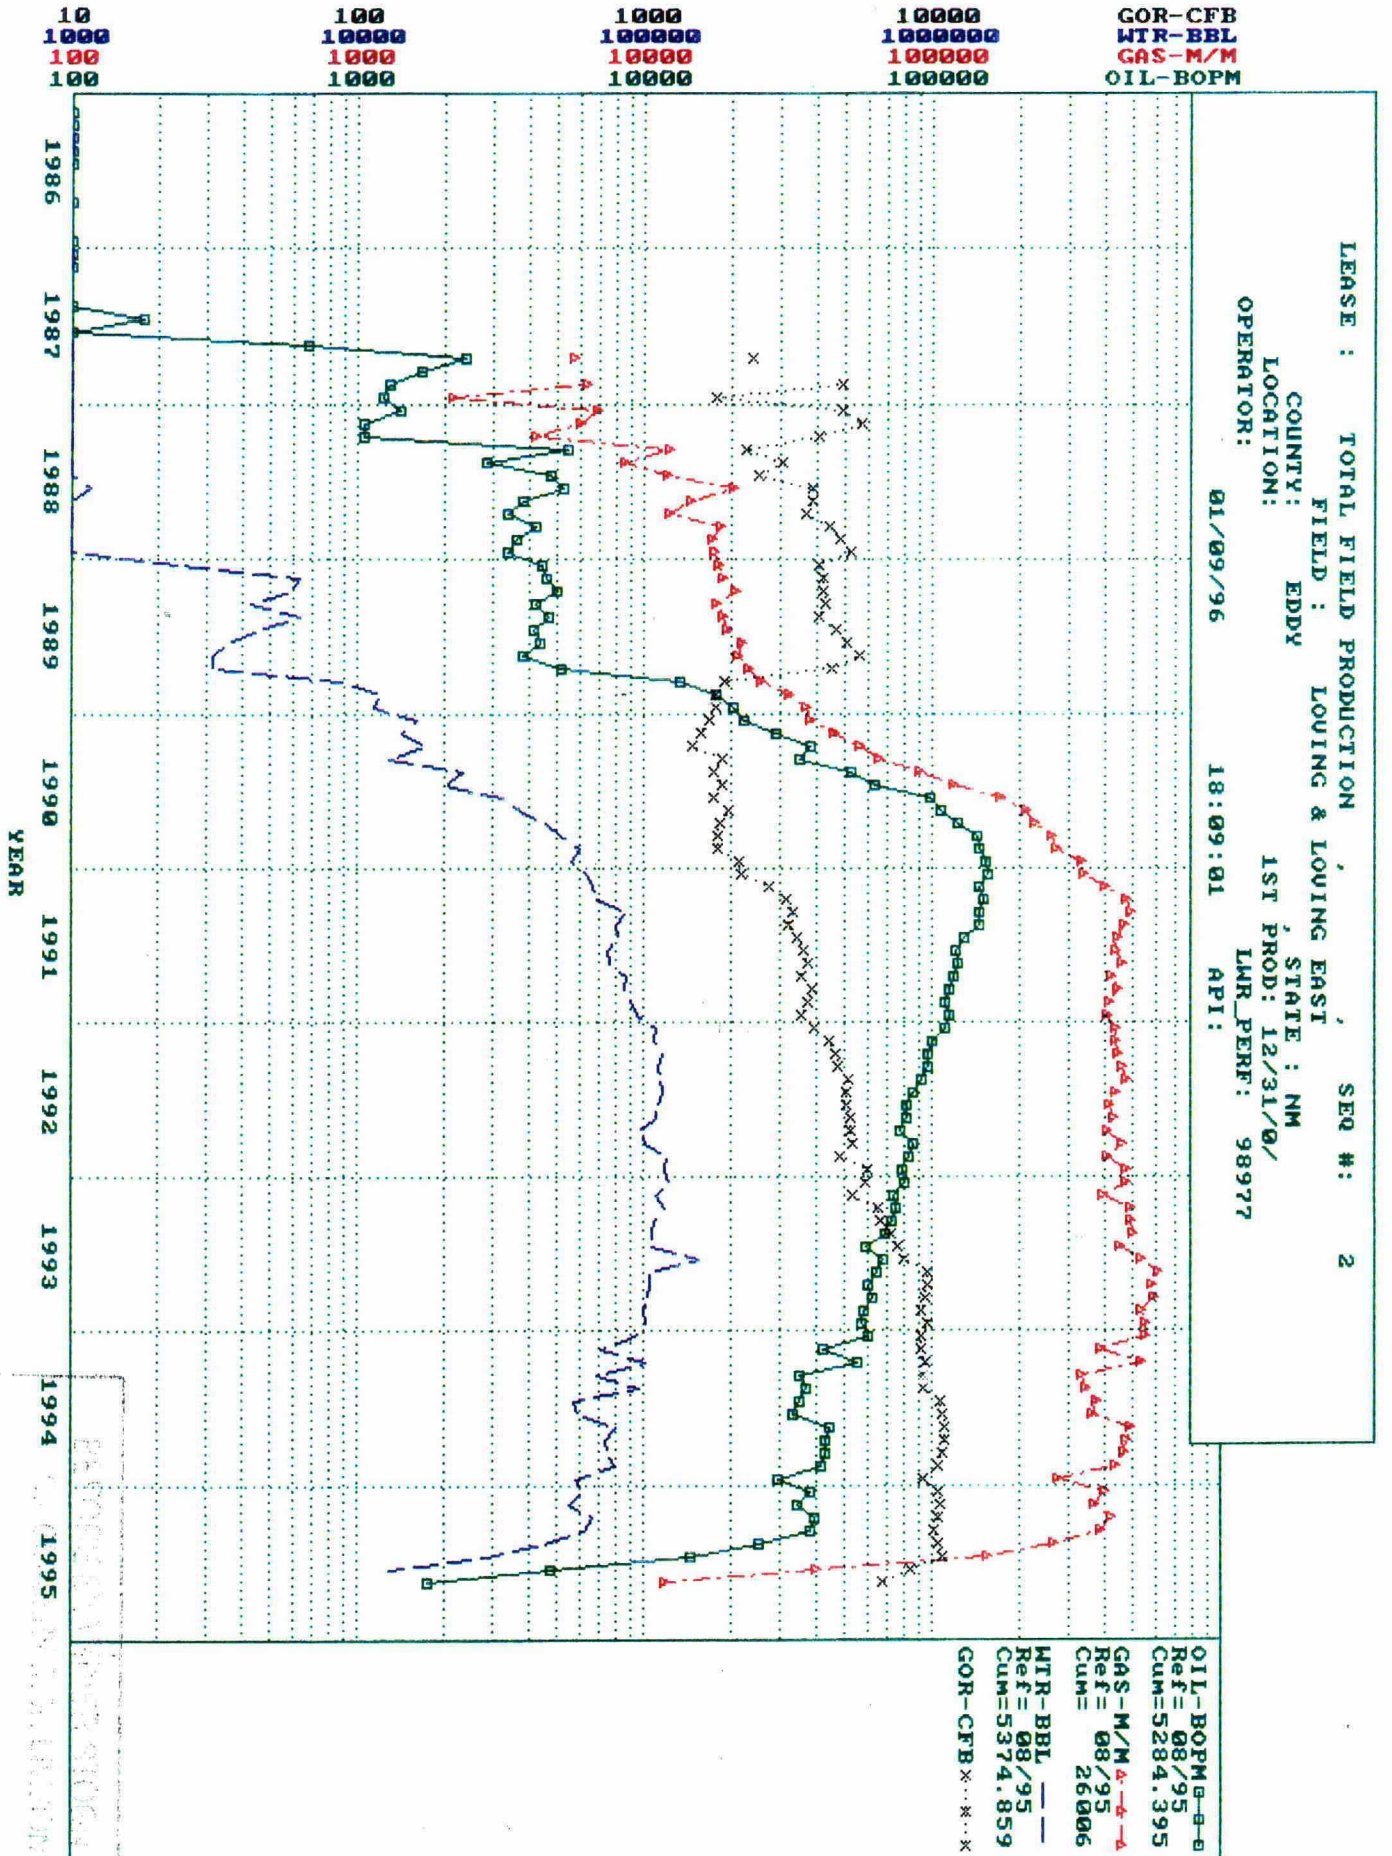 LEASE : TOTAL FIELD PRODUCTION , , SEQ #: 2
FIELD : LOVING & LOVING EAST
COUNTY: EDDY , STATE : NM
LOCATION: 1ST PROD: 12/31/0/
OPERATOR: LWR_PERF: 98977
01/09/96 18:09:01 API:
GOR-CFB
WTR-BBL
GAS-M/M
OIL-BOPM
10000
1000000
100000
100000
1000
100000
10000
10000
100
10000
1000
1000
10
1000
100
100
OIL-BOPM
Ref= 08/95
Cum=5284.395
GAS-M/M
Ref= 08/95
Cum= 26006
WTR-BBL
Ref= 08/95
Cum=5374.859
GOR-CFB
1986 1987 1988 1989 1990 1991 1992 1993 1994 1995
YEAR